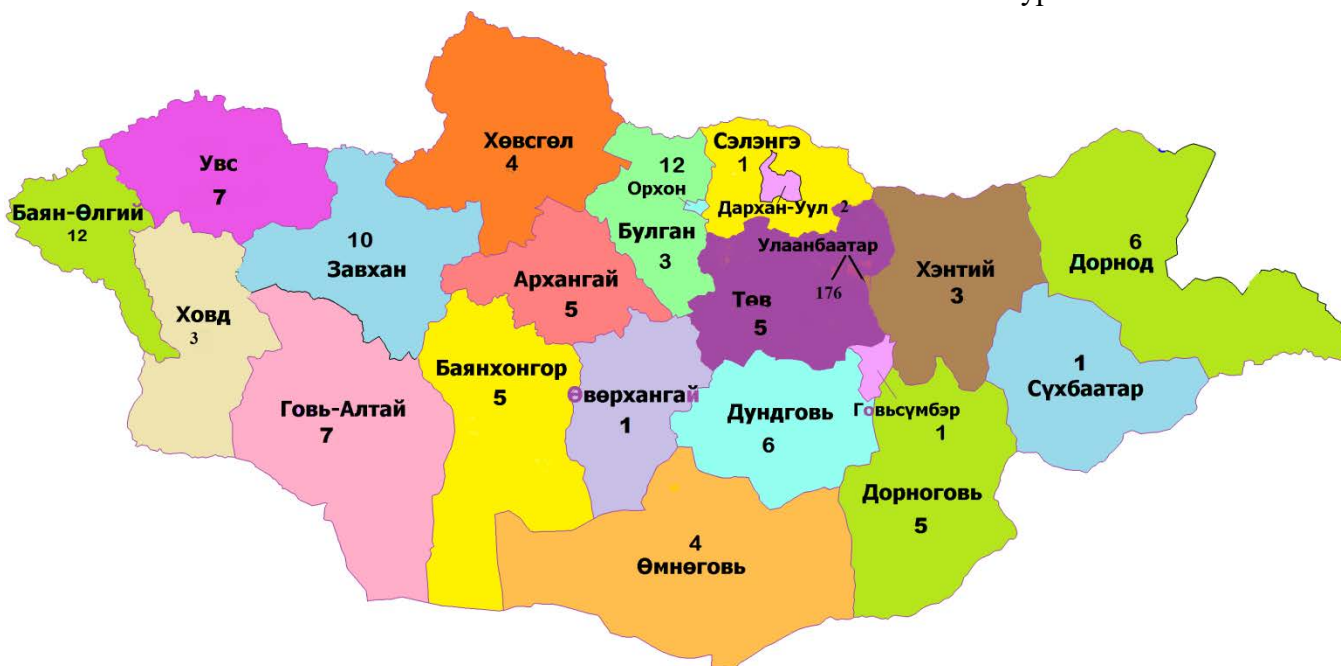 ур
Хөвсгөл
4
Увс
7
Баян-Өлгий
12
Ховд
3
10
Завхан
Архангай
5
12
Орхон
Булган
3
Сэлэнгэ
1
Дархан-Уул 2
Улаанбаатар
176
Төв
5
Хэнтий
3
6
Дорнод
1
Сүхбаатар
Говь-Алтай
7
Баянхонгор
5
Өвөрхангай
1
Дундговь
6
Говьсүмбэр
1
Дорноговь
5
4
Өмнөговь